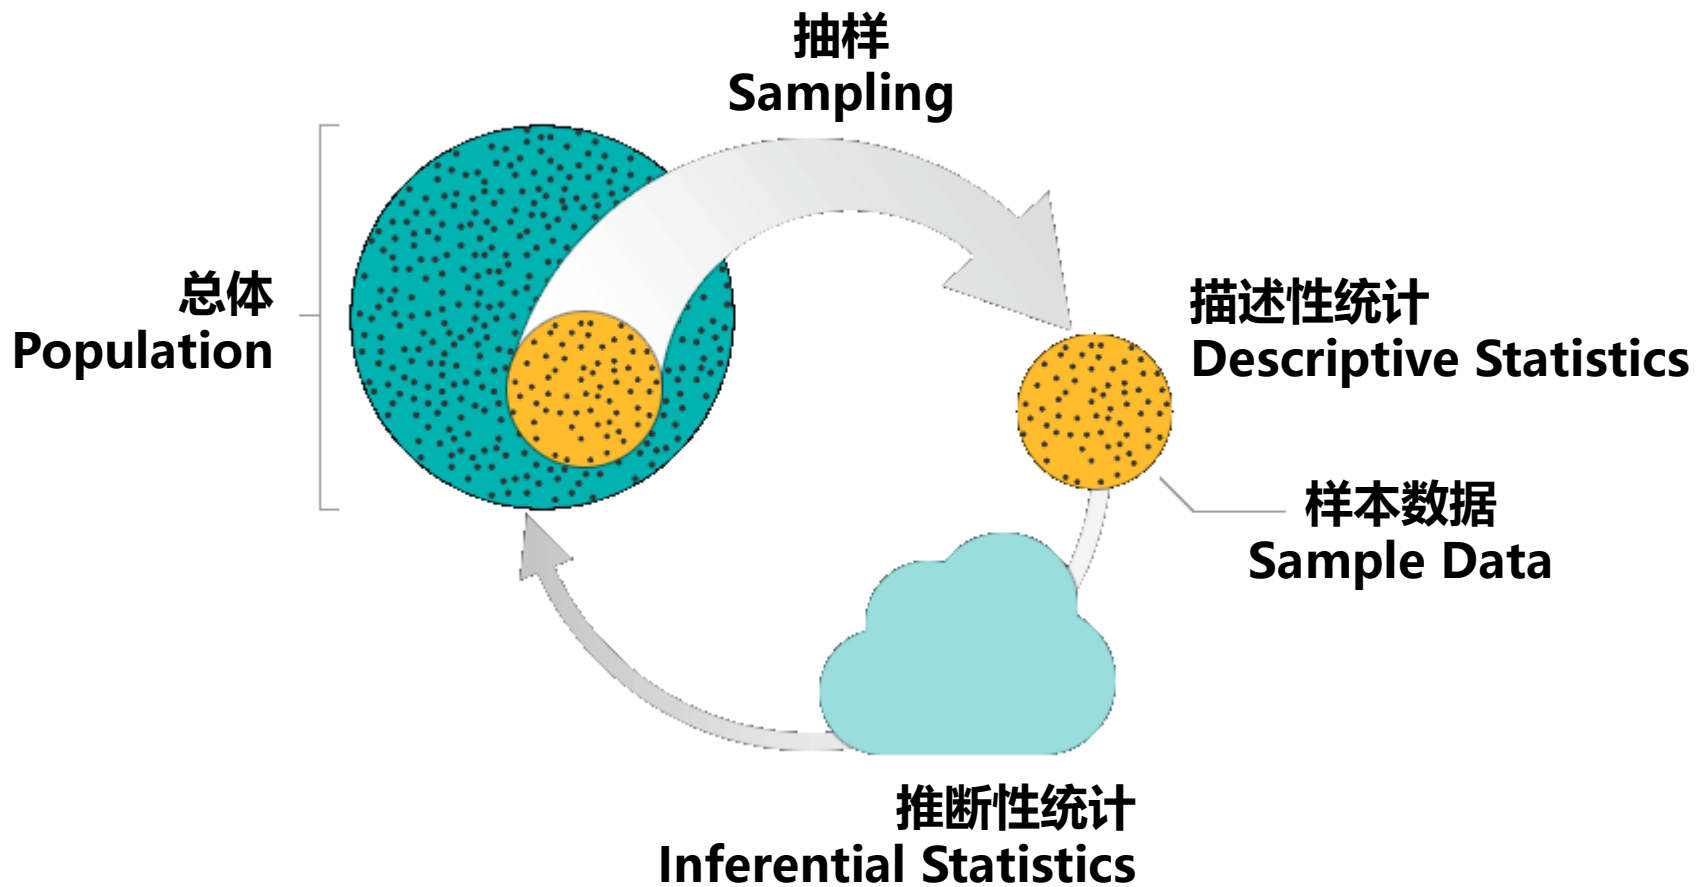 抽样
Sampling
总体
Population
描述性统计
Descriptive Statistics
样本数据
Sample Data
推断性统计
Inferential Statistics